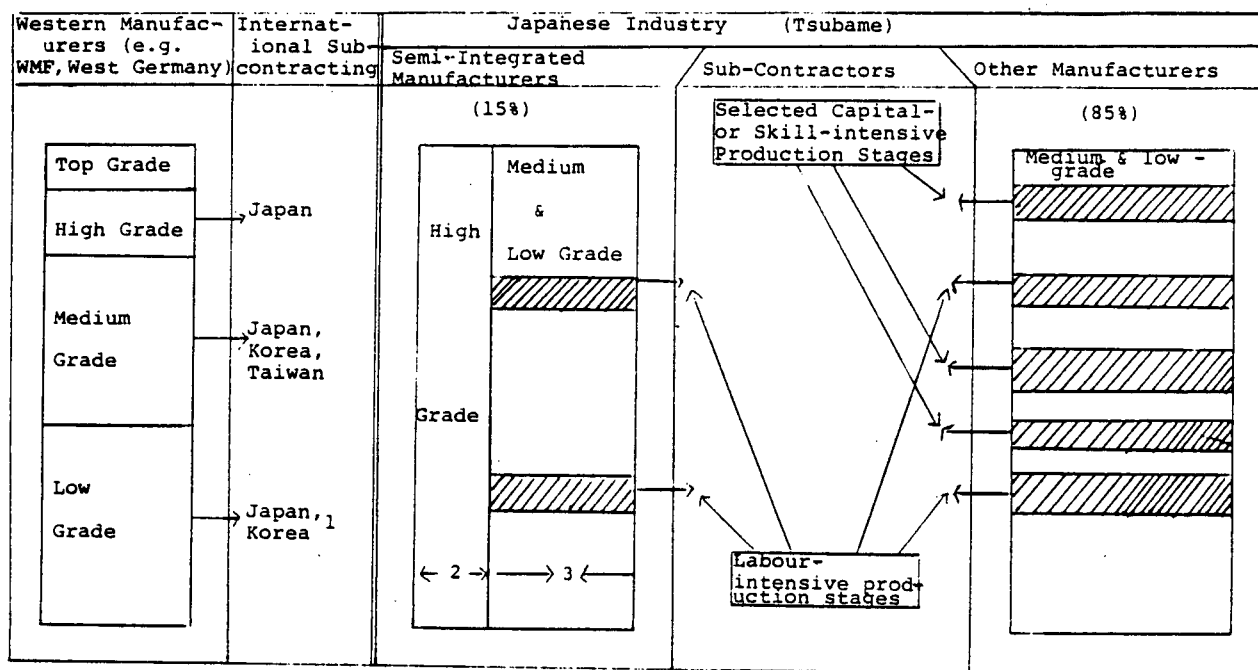 Western Manufac-
urers (e.g.
WMF, West Germany)
Internat-
ional Sub-
contracting
Japanese Industry (Tsubame)
Semi-Integrated
Manufacturers
Sub-Contractors
Other Manufacturers
(15%)
(85%)
Selected Capital-
or Skill-intensive
Production Stages
Top Grade
High Grade
Medium
Grade
Low
Grade
Japan
Japan,
Korea,
Taiwan
Japan,1
Korea
High
Grade
Medium
&
Low Grade
2
3
Medium & low -
grade
Labour-
intensive prod-
uction stages